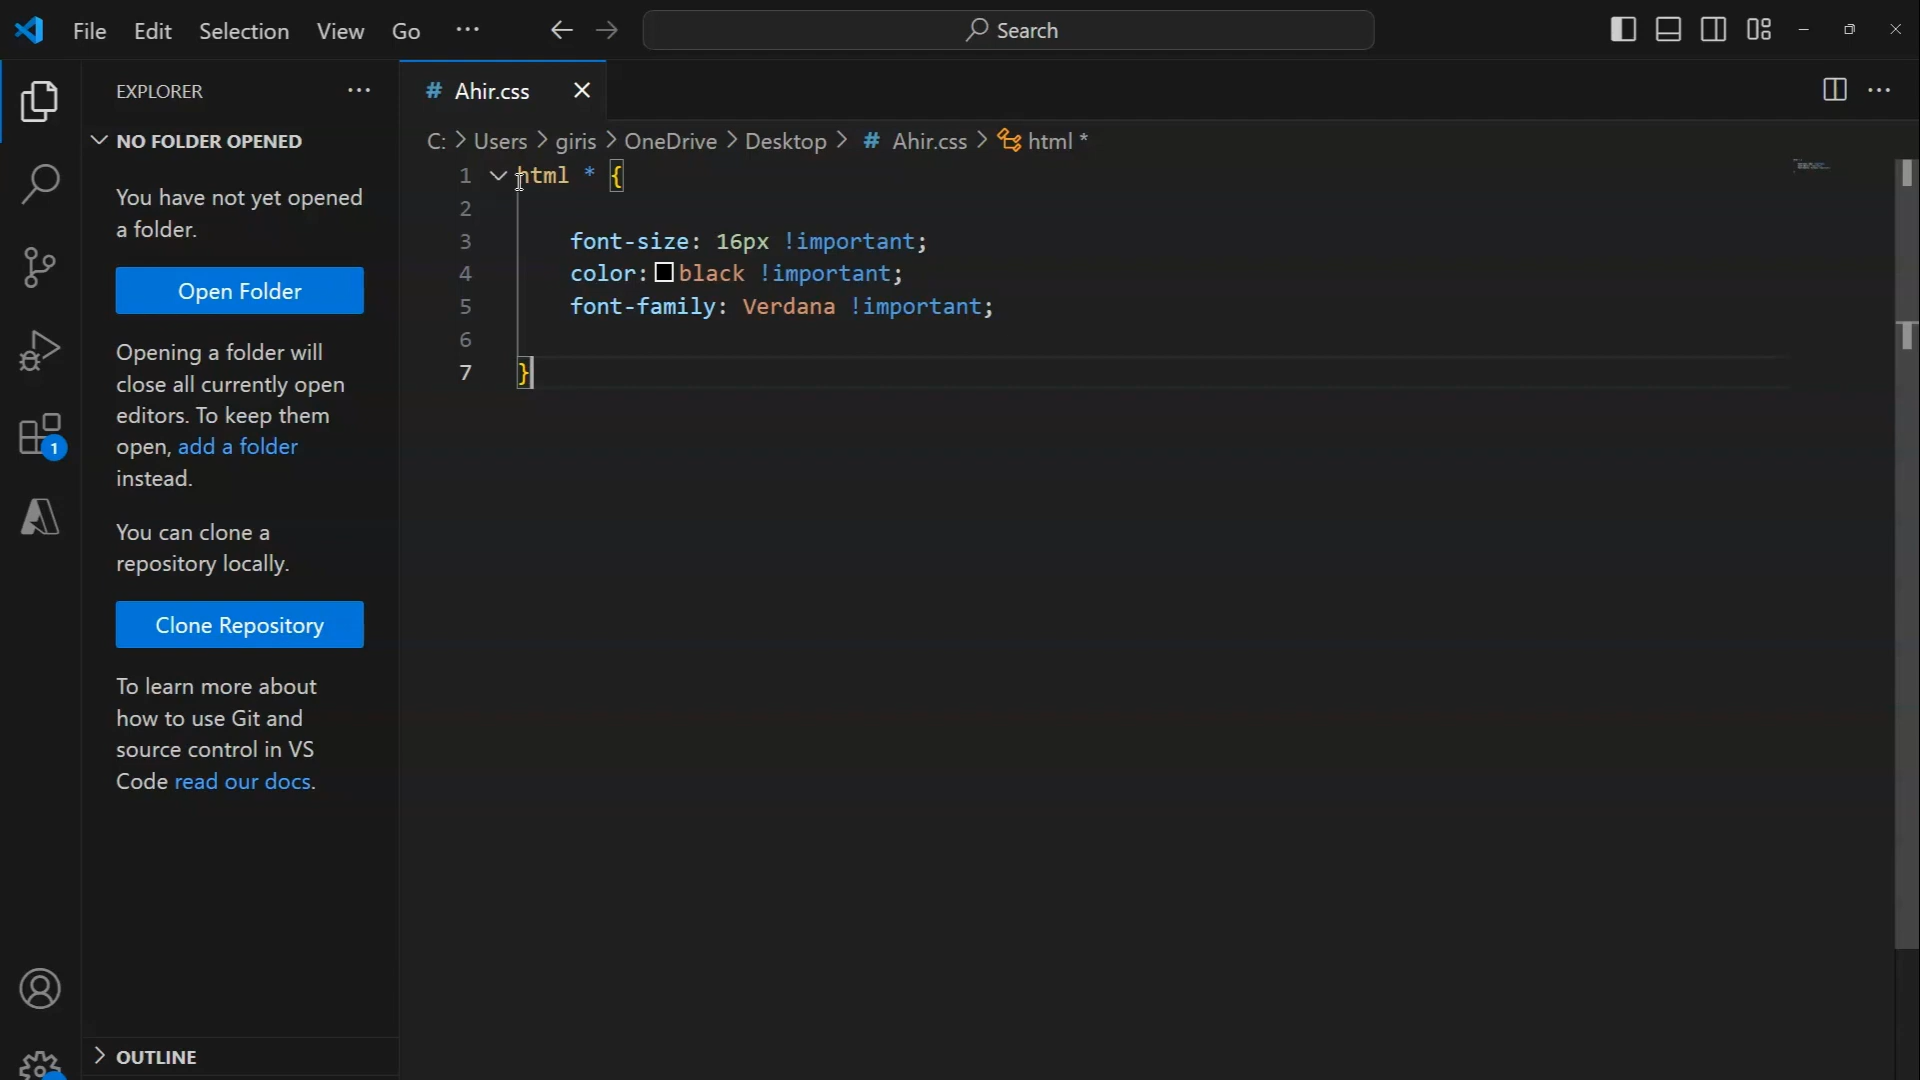 File Edit Selection View Go ··· Search
EXPLORER ···
NO FOLDER OPENED
You have not yet opened
a folder.
Open Folder
Opening a folder will
close all currently open
editors. To keep them
open, add a folder
instead.
You can clone a
repository locally.
Clone Repository
To learn more about
how to use Git and
source control in VS
Code read our docs.
OUTLINE
1
# Ahir.css
C: > Users > giris > OneDrive > Desktop > # Ahir.css > html *
1 html * {
2
3 font-size: 16px !important;
4 color: black !important;
5 font-family: Verdana !important;
6
7 }